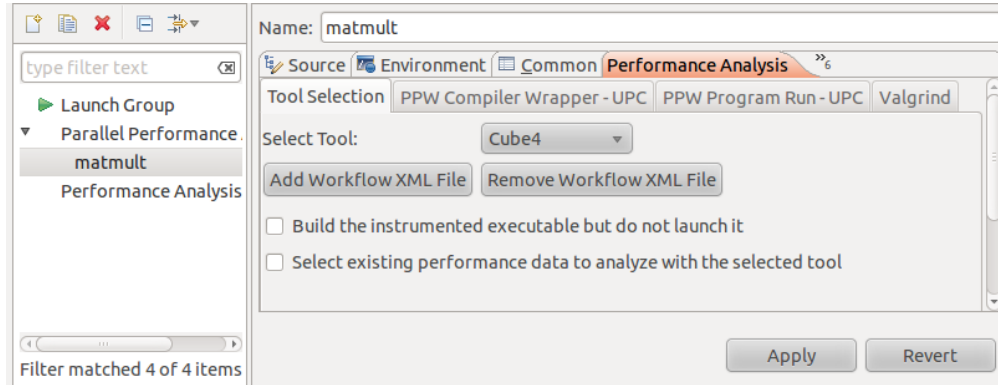 Name: matmult
type filter text
Source Environment Common Performance Analysis »6
Tool Selection PPW Compiler Wrapper - UPC PPW Program Run - UPC Valgrind
Launch Group
Parallel Performance
matmult
Performance Analysis
Select Tool: Cube4
Add Workflow XML File Remove Workflow XML File
Build the instrumented executable but do not launch it
Select existing performance data to analyze with the selected tool
Filter matched 4 of 4 items
Apply Revert